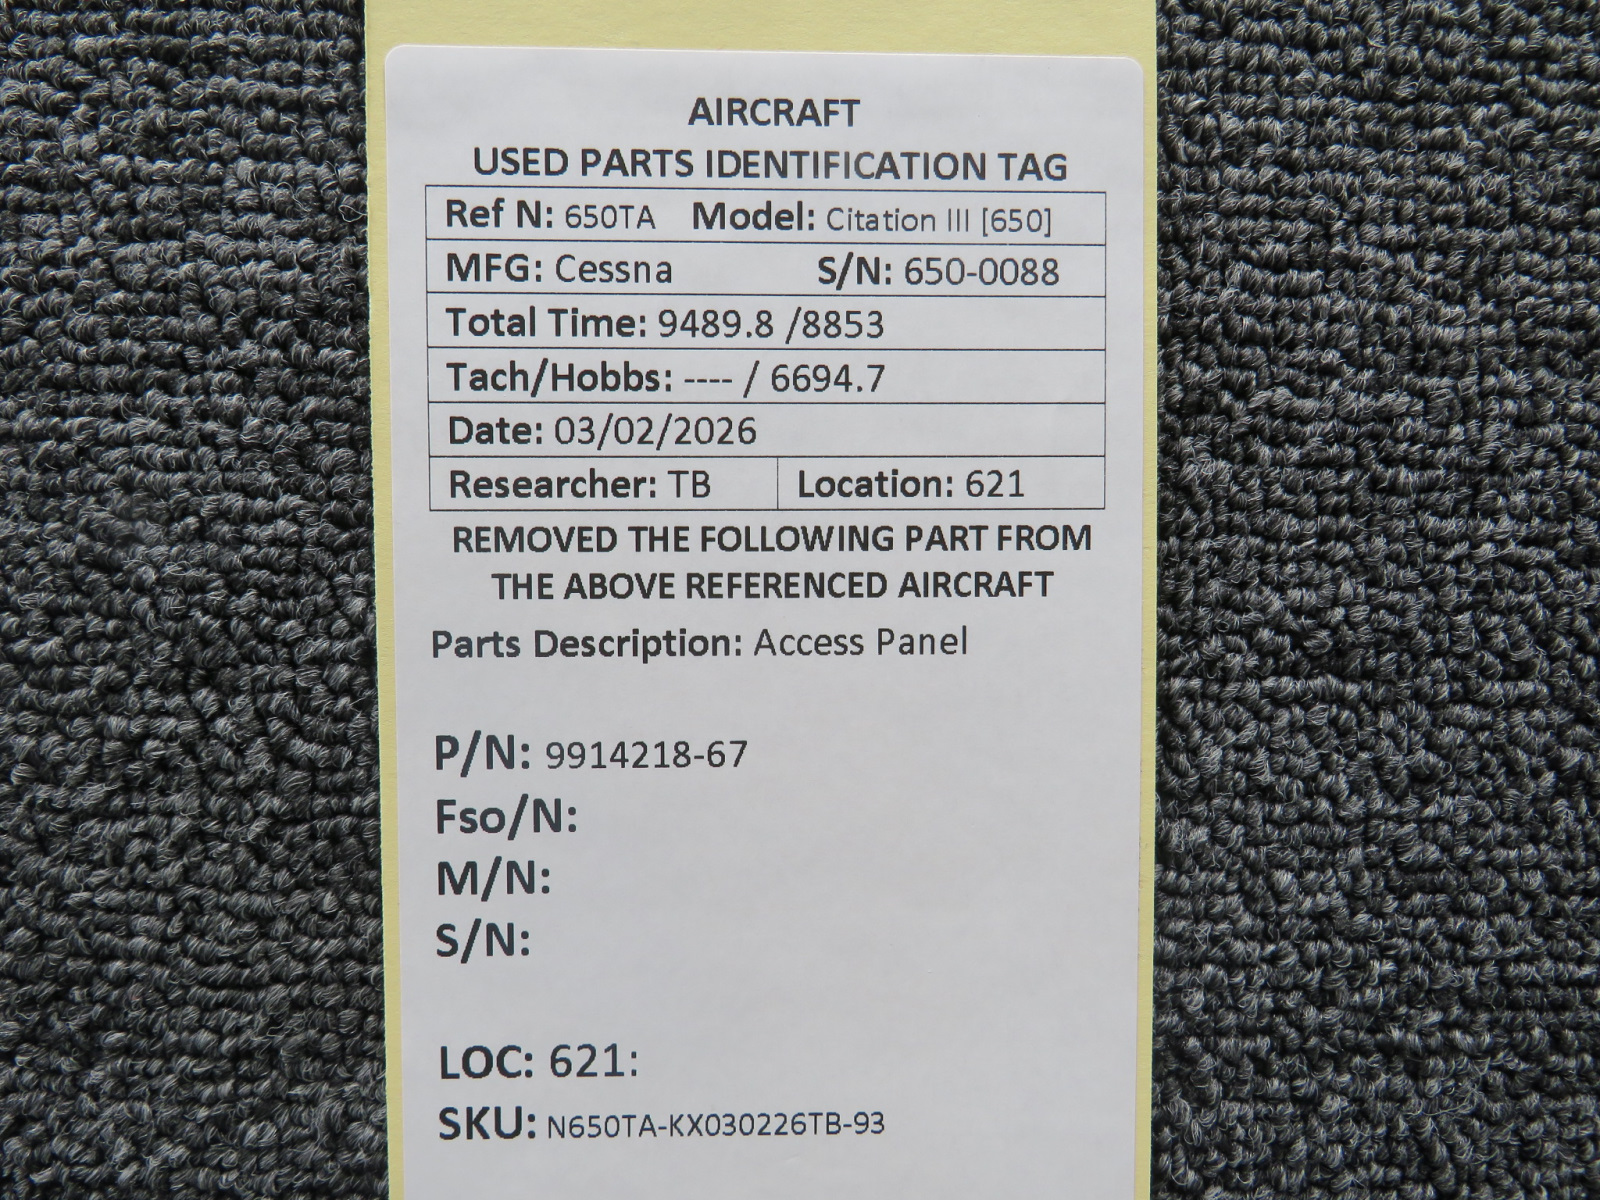 AIRCRAFT
USED PARTS IDENTIFICATION TAG
Ref N: 650TA Model: Citation III [650]
MFG: Cessna S/N: 650-0088
Total Time: 9489.8 /8853
Tach/Hobbs: ---- / 6694.7
Date: 03/02/2026
Researcher: TB Location: 621
REMOVED THE FOLLOWING PART FROM
THE ABOVE REFERENCED AIRCRAFT
Parts Description: Access Panel
P/N: 9914218-67
Fso/N:
M/N:
S/N:
LOC: 621:
SKU: N650TA-KX030226TB-93